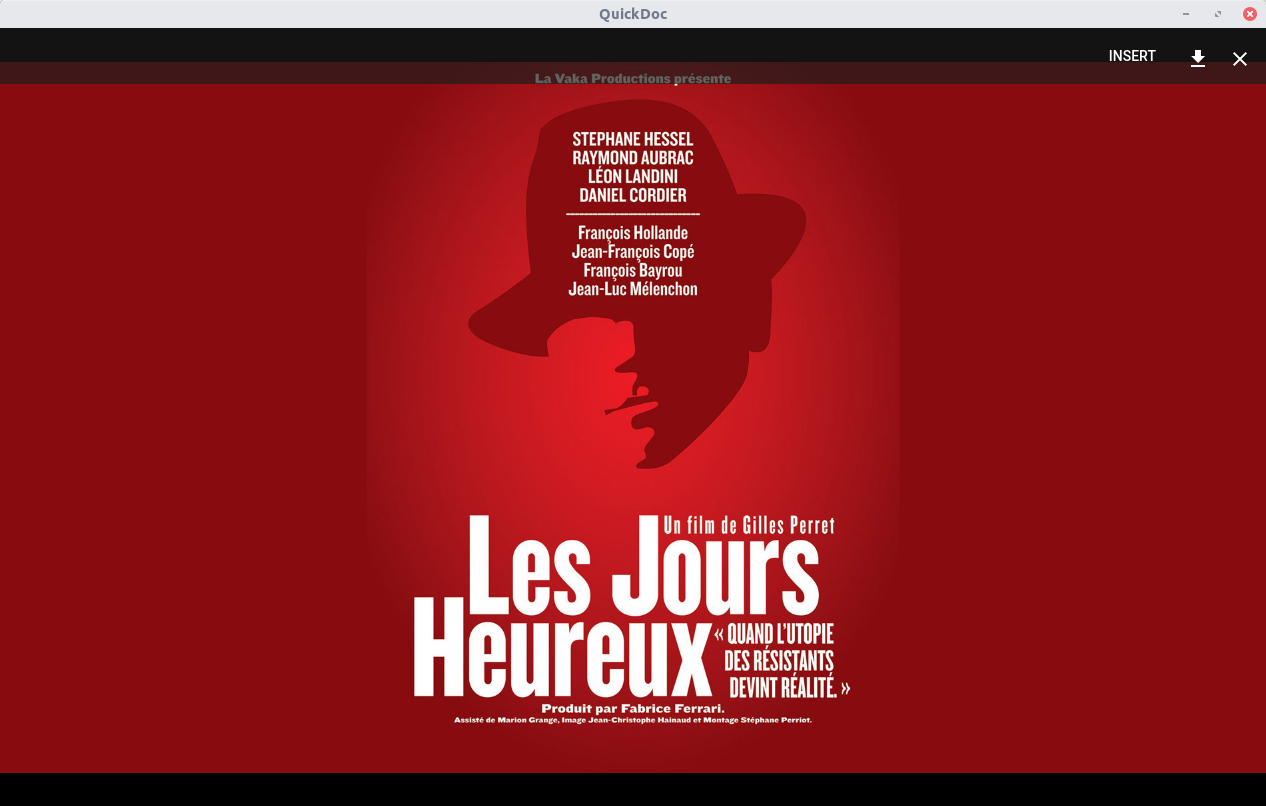 QuickDoc
INSERT
La Vaka Productions présente
STEPHANE HESSEL
RAYMOND AUBRAC
LÉON LANDINI
DANIEL CORDIER
François Hollande
Jean-François Copé
François Bayrou
Jean-Luc Mélenchon
Un film de Gilles Perret
Les Jours
Heureux
« QUAND L'UTOPIE
DES RÉSISTANTS
DEVINT RÉALITÉ. »
Produit par Fabrice Ferrari.
Assisté de Marion Grange, Image Jean-Christophe Hainaud et Montage Stéphane Perriot.